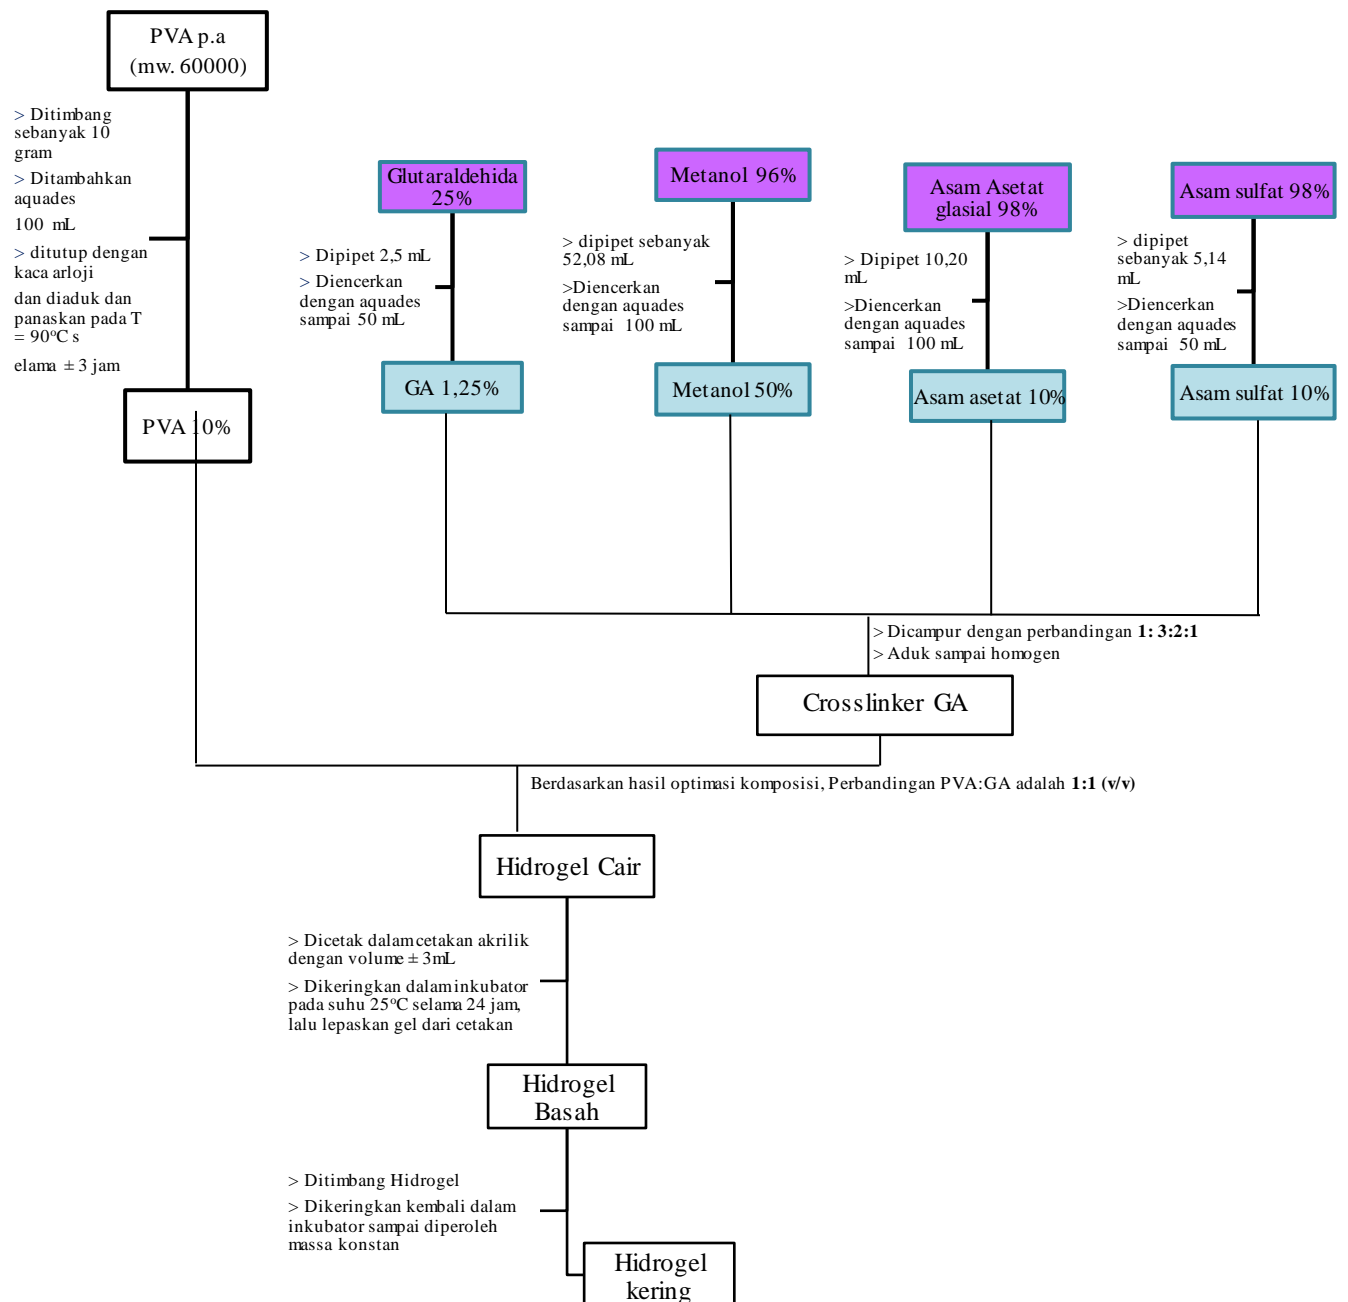 PVA p.a
(mw. 60000)
> Ditimbang
sebanyak 10
gram
> Ditambahkan
aquades
100 mL
> ditutup dengan
kaca arloji
dan diaduk dan
panaskan pada T
= 90°C s
elama ± 3 jam
PVA 10%
Glutaraldehida
25%
> Dipipet 2,5 mL
> Diencerkan
dengan aquades
sampai 50 mL
GA 1,25%
Metanol 96%
> dipipet sebanyak
52,08 mL
>Diencerkan
dengan aquades
sampai 100 mL
Metanol 50%
Asam Asetat
glasial 98%
> Dipipet 10,20
mL
>Diencerkan
dengan aquades
sampai 100 mL
Asam asetat 10%
Asam sulfat 98%
> dipipet
sebanyak 5,14
mL
>Diencerkan
dengan aquades
sampai 50 mL
Asam sulfat 10%
> Dicampur dengan perbandingan 1: 3:2:1
> Aduk sampai homogen
Crosslinker GA
Berdasarkan hasil optimasi komposisi, Perbandingan PVA:GA adalah 1:1 (v/v)
Hidrogel Cair
> Dicetak dalam cetakan akrilik
dengan volume ± 3mL
> Dikeringkan dalam inkubator
pada suhu 25°C selama 24 jam,
lalu lepaskan gel dari cetakan
Hidrogel
Basah
> Ditimbang Hidrogel
> Dikeringkan kembali dalam
inkubator sampai diperoleh
massa konstan
Hidrogel
kering